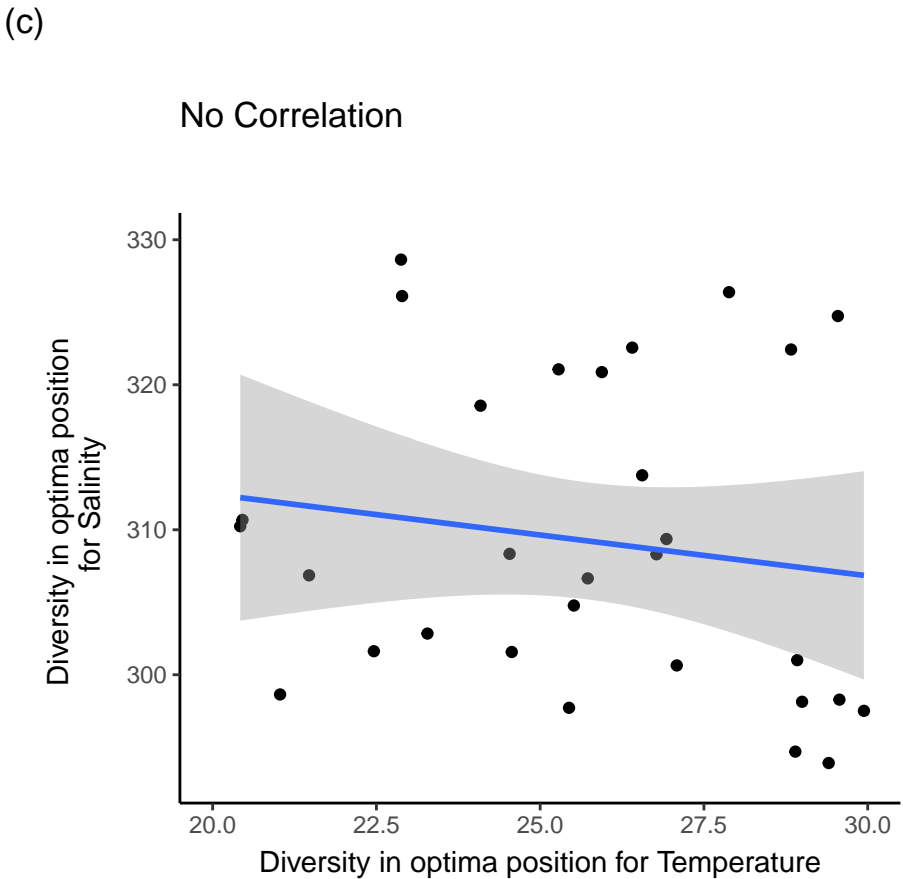 (c)
No Correlation
Diversity in optima position
for Salinity
330
320
310
300
20.0
22.5
25.0
27.5
30.0
Diversity in optima position for Temperature